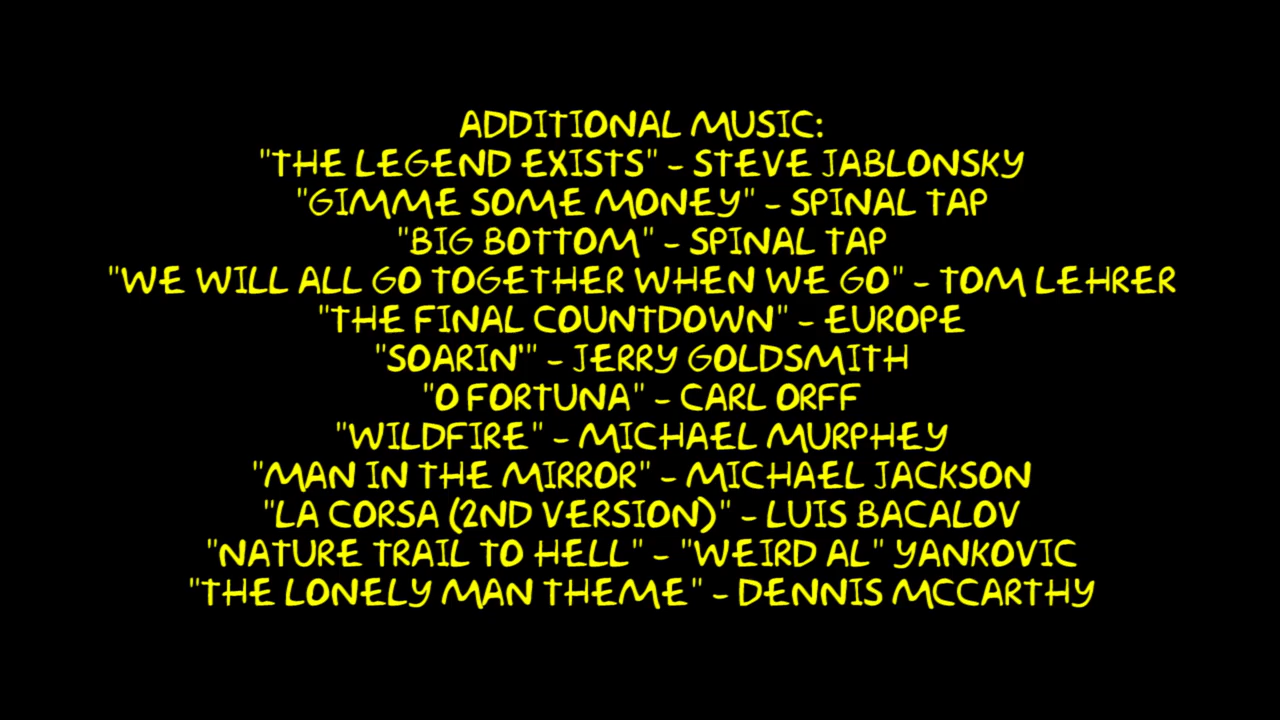 ADDITIONAL MUSIC:
"THE LEGEND EXISTS" - STEVE JABLONSKY
"GIMME SOME MONEY" - SPINAL TAP
"BIG BOTTOM" - SPINAL TAP
"WE WILL ALL GO TOGETHER WHEN WE GO" - TOM LEHRER
"THE FINAL COUNTDOWN" - EUROPE
"SOARIN'" - JERRY GOLDSMITH
"O FORTUNA" - CARL ORFF
"WILDFIRE" - MICHAEL MURPHEY
"MAN IN THE MIRROR" - MICHAEL JACKSON
"LA CORSA (2ND VERSION)" - LUIS BACALOV
"NATURE TRAIL TO HELL" - "WEIRD AL" YANKOVIC
"THE LONELY MAN THEME" - DENNIS MCCARTHY